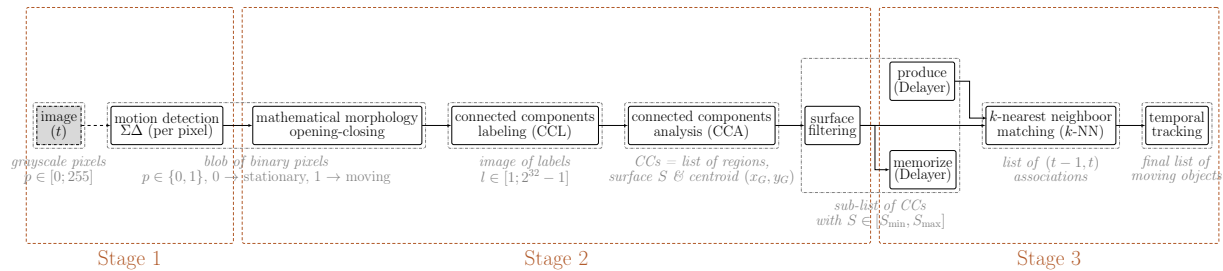 image
(t)
motion detection
ΣΔ (per pixel)
mathematical morphology
opening-closing
connected components
labeling (CCL)
connected components
analysis (CCA)
surface
filtering
produce
(Delayer)
memorize
(Delayer)
k-nearest neighboor
matching (k-NN)
temporal
tracking
grayscale pixels
p ∈ [0; 255]
blob of binary pixels
p ∈ {0, 1}, 0 → stationary, 1 → moving
image of labels
l ∈ [1; 2³² − 1]
CCs = list of regions,
surface S & centroid (x_G, y_G)
sub-list of CCs
with S ∈ [S_min, S_max]
list of (t − 1, t)
associations
final list of
moving objects
Stage 1
Stage 2
Stage 3